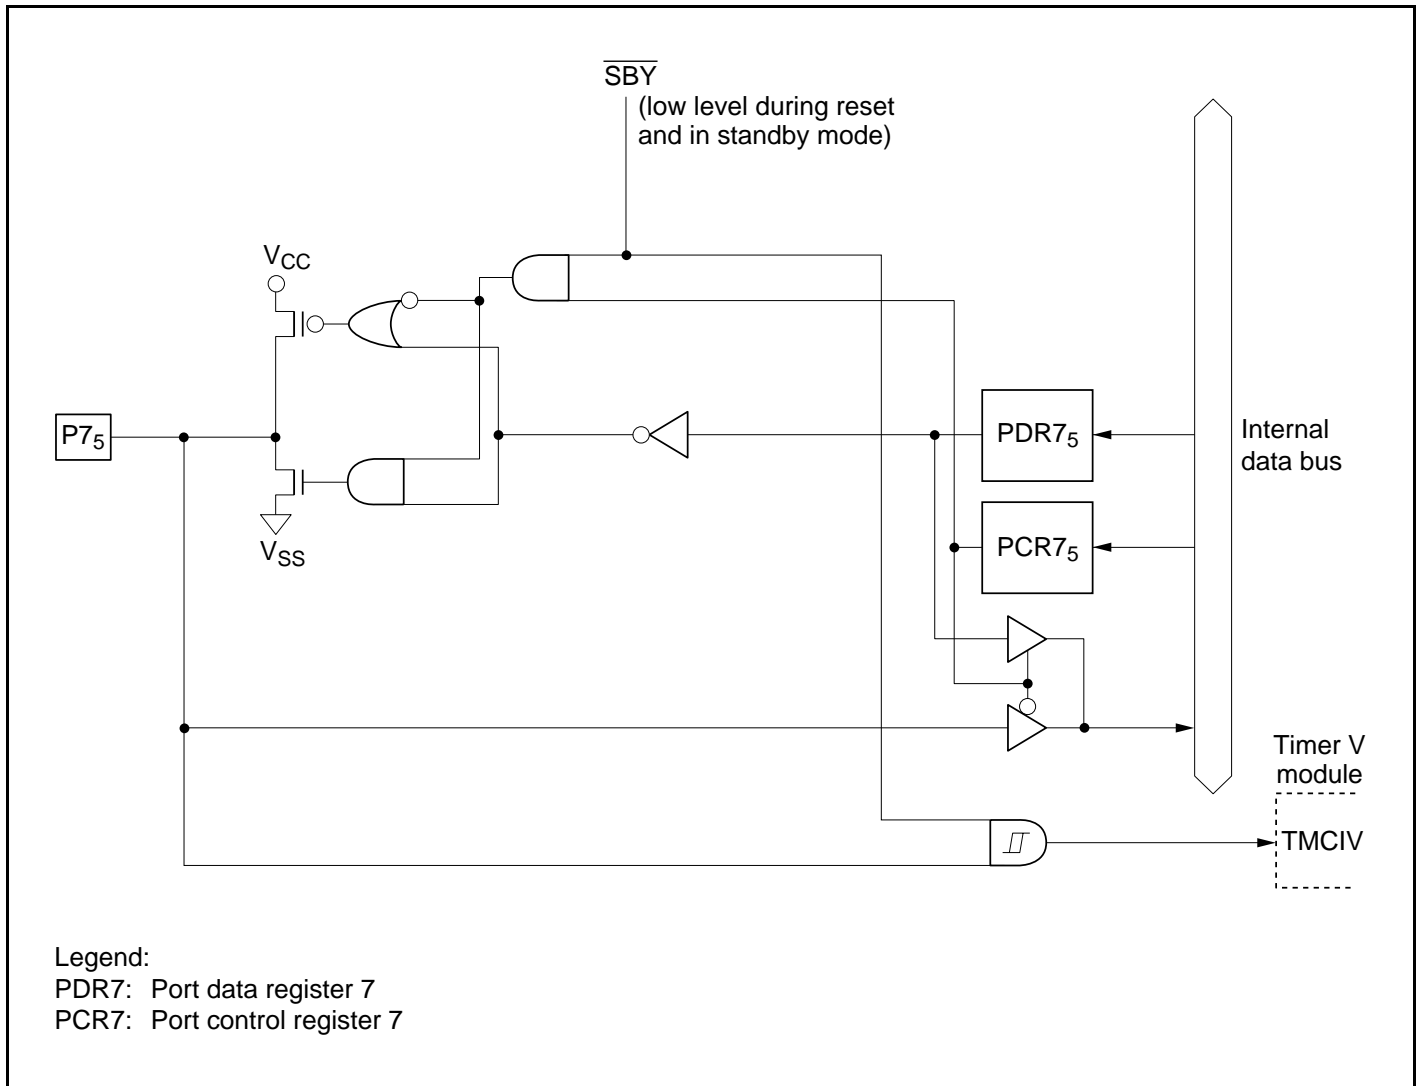 SBY
(low level during reset
and in standby mode)
VCC
P75
VSS
PDR75
PCR75
Internal
data bus
Timer V
module
TMCIV
Legend:
PDR7: Port data register 7
PCR7: Port control register 7